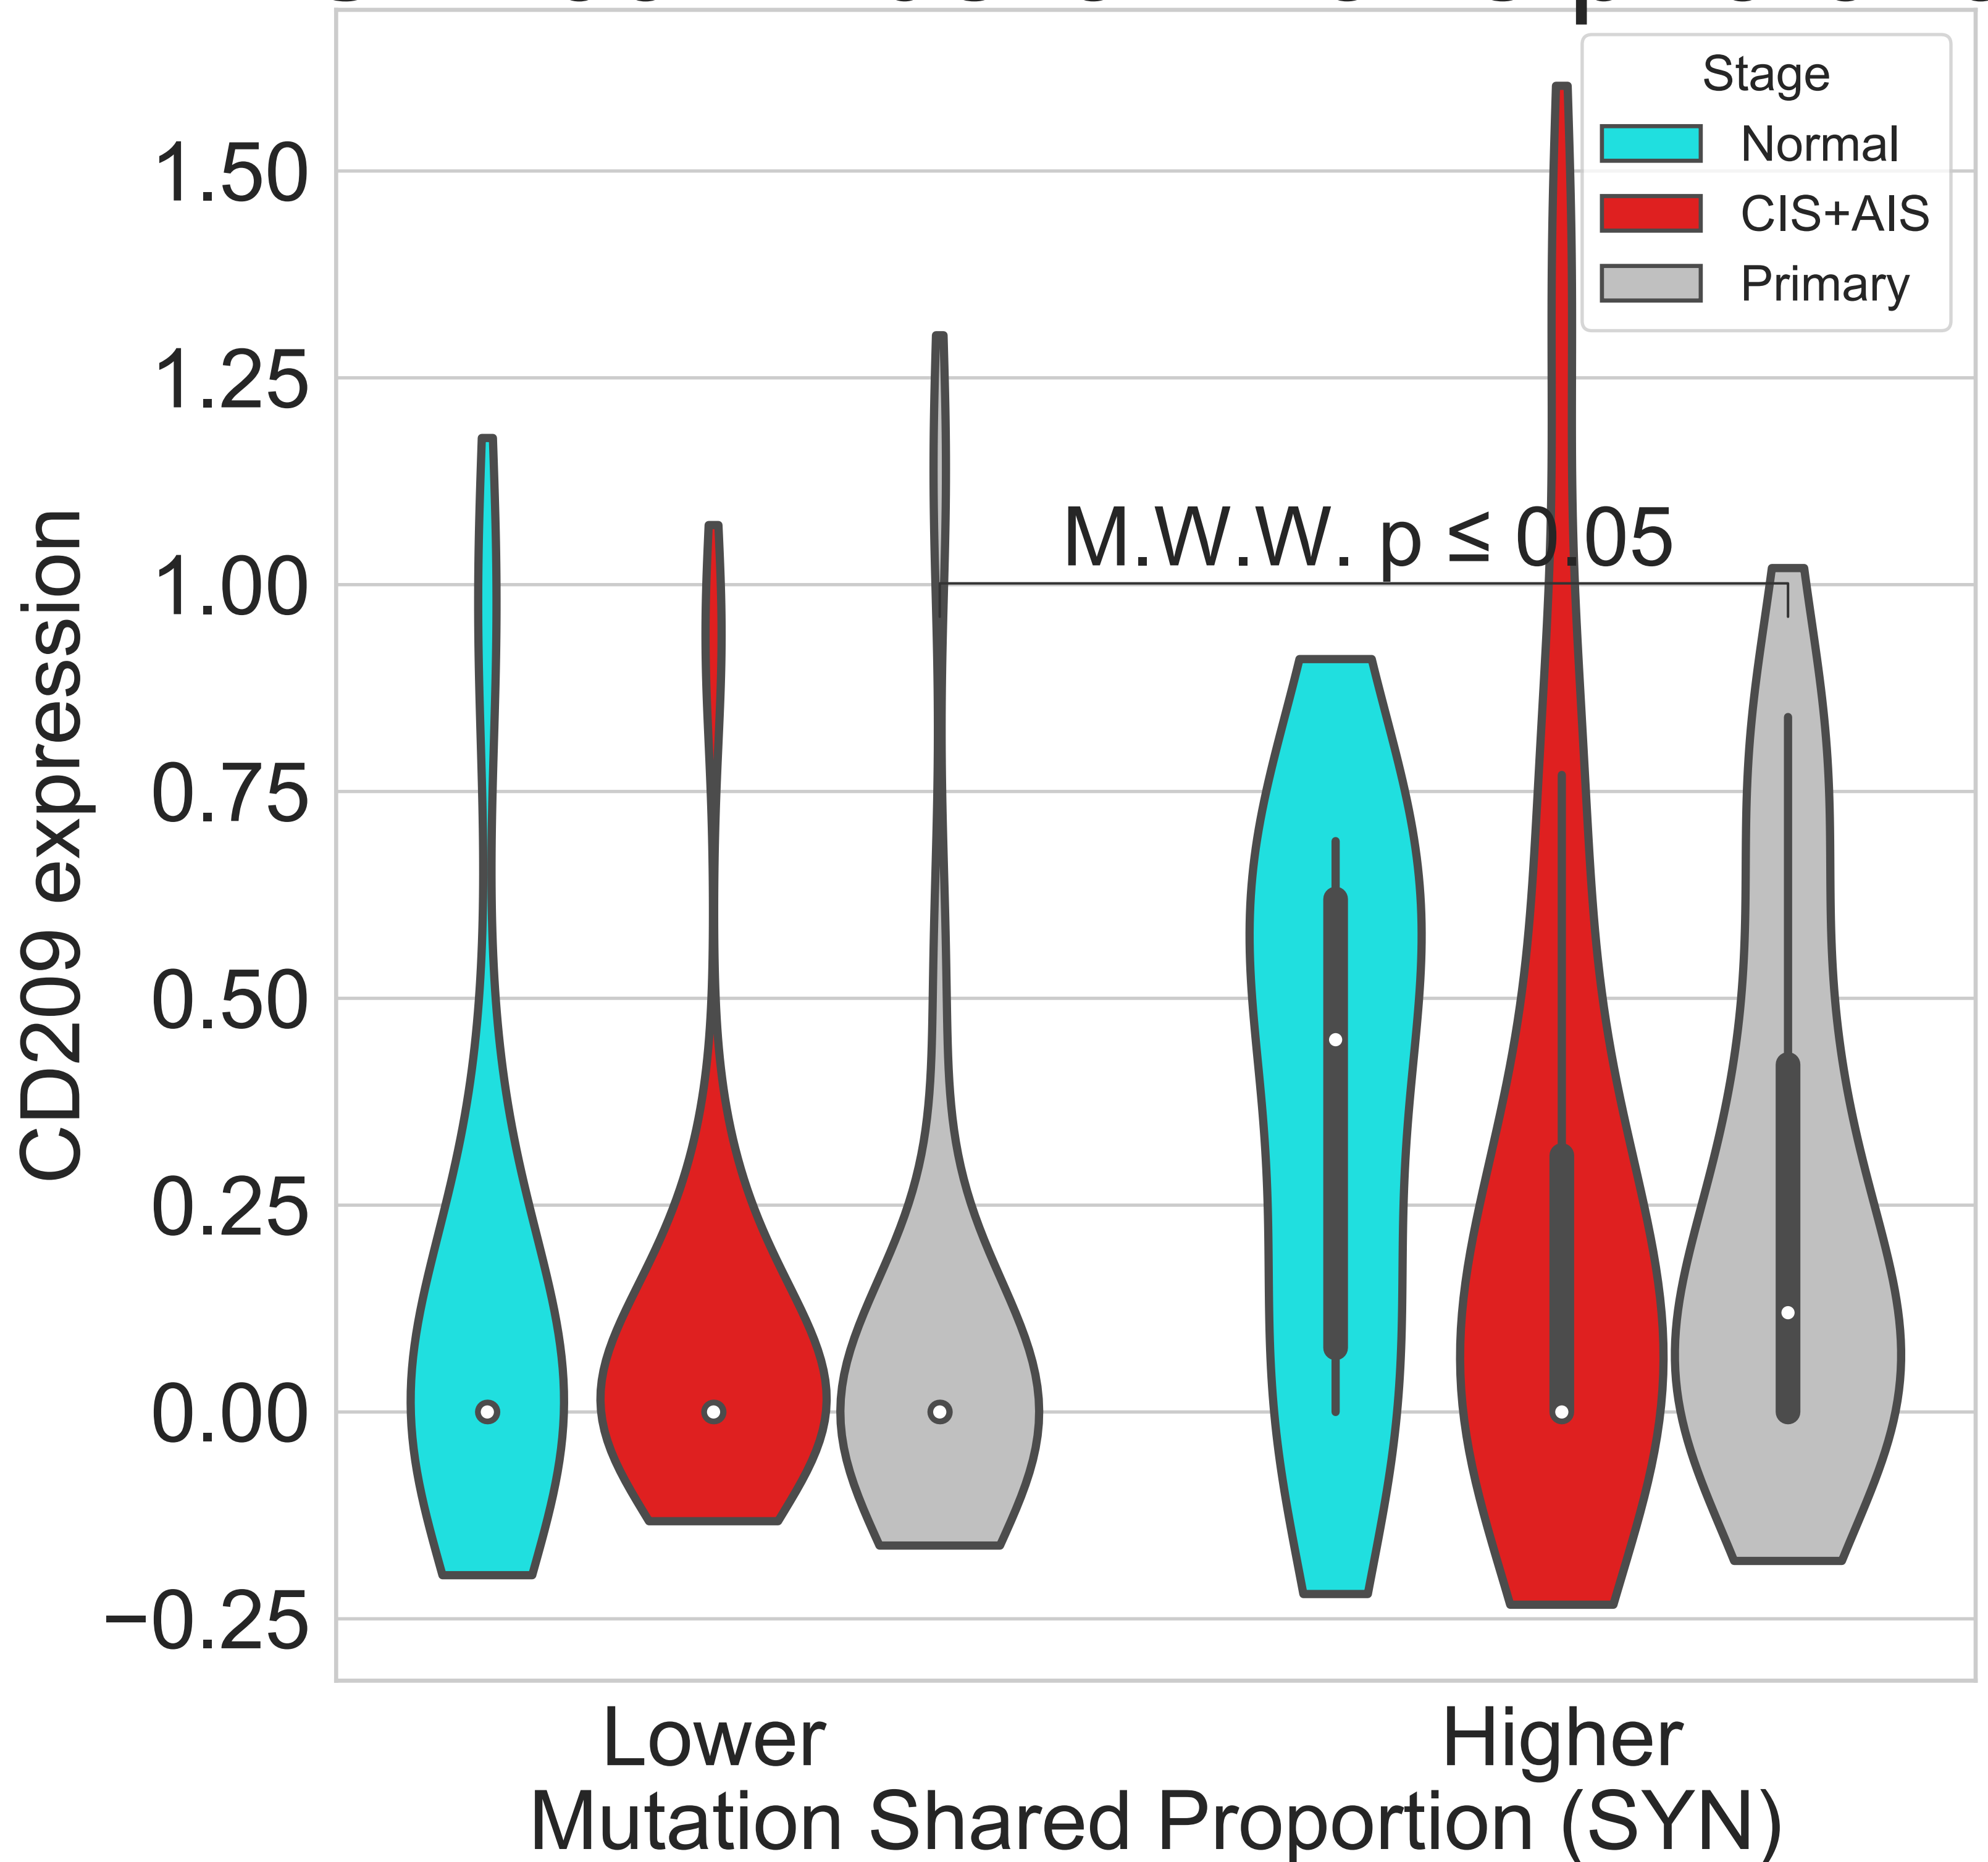 Stage
Normal
CIS+AIS
Primary
1.50
1.25
1.00
0.75
0.50
0.25
0.00
−0.25
CD209 expression
M.W.W. p ≤ 0.05
Lower
Higher
Mutation Shared Proportion (SYN)